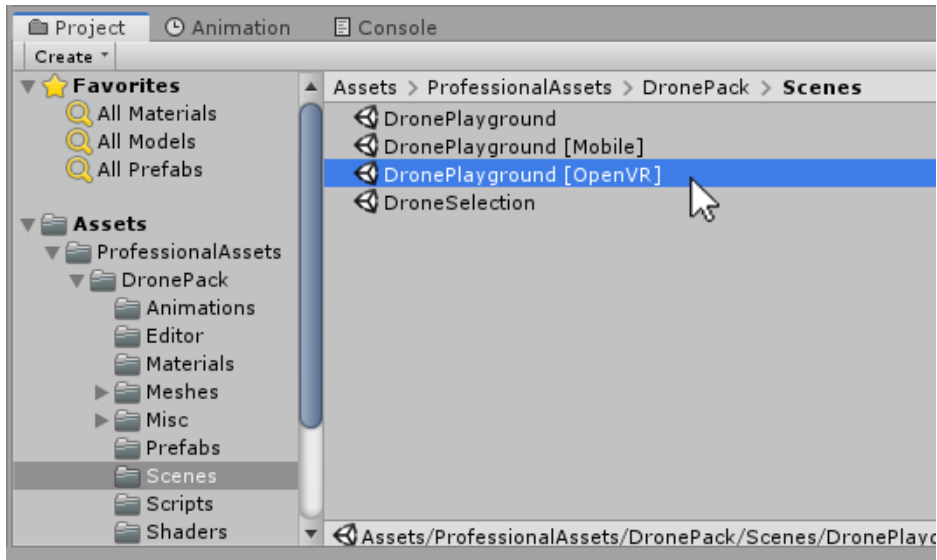 Project Animation Console
Create
Favorites
All Materials
All Models
All Prefabs
Assets
ProfessionalAssets
DronePack
Animations
Editor
Materials
Meshes
Misc
Prefabs
Scenes
Scripts
Shaders
Assets > ProfessionalAssets > DronePack > Scenes
DronePlayground
DronePlayground [Mobile]
DronePlayground [OpenVR]
DroneSelection
Assets/ProfessionalAssets/DronePack/Scenes/DronePlayg